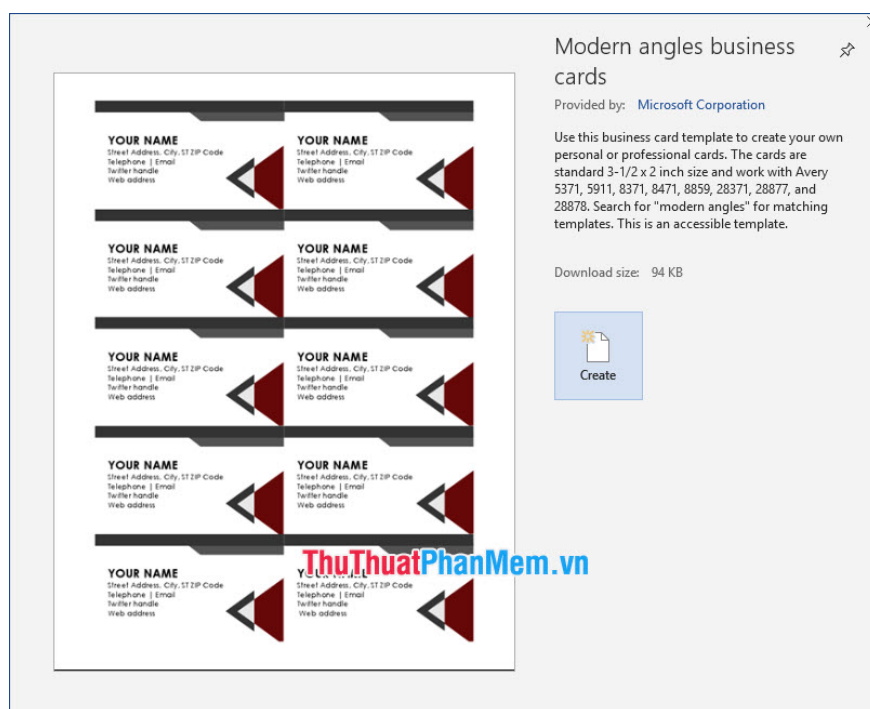 Modern angles business
cards
Provided by: Microsoft Corporation
Use this business card template to create your own
personal or professional cards. The cards are
standard 3-1/2 x 2 inch size and work with Avery
5371, 5911, 8371, 8471, 8859, 28371, 28877, and
28878. Search for "modern angles" for matching
templates. This is an accessible template.
Download size: 94 KB
Create
YOUR NAME
Street Address, City, ST ZIP Code
Telephone | Email
Twitter handle
Web address
YOUR NAME
Street Address, City, ST ZIP Code
Telephone | Email
Twitter handle
Web address
YOUR NAME
Street Address, City, ST ZIP Code
Telephone | Email
Twitter handle
Web address
YOUR NAME
Street Address, City, ST ZIP Code
Telephone | Email
Twitter handle
Web address
YOUR NAME
Street Address, City, ST ZIP Code
Telephone | Email
Twitter handle
Web address
YOUR NAME
Street Address, City, ST ZIP Code
Telephone | Email
Twitter handle
Web address
YOUR NAME
Street Address, City, ST ZIP Code
Telephone | Email
Twitter handle
Web address
YOUR NAME
Street Address, City, ST ZIP Code
Telephone | Email
Twitter handle
Web address
ThuThuatPhanMem.vn
YOUR NAME
Street Address, City, ST ZIP Code
Telephone | Email
Twitter handle
Web address
YOUR NAME
Street Address, City, ST ZIP Code
Telephone | Email
Twitter handle
Web address